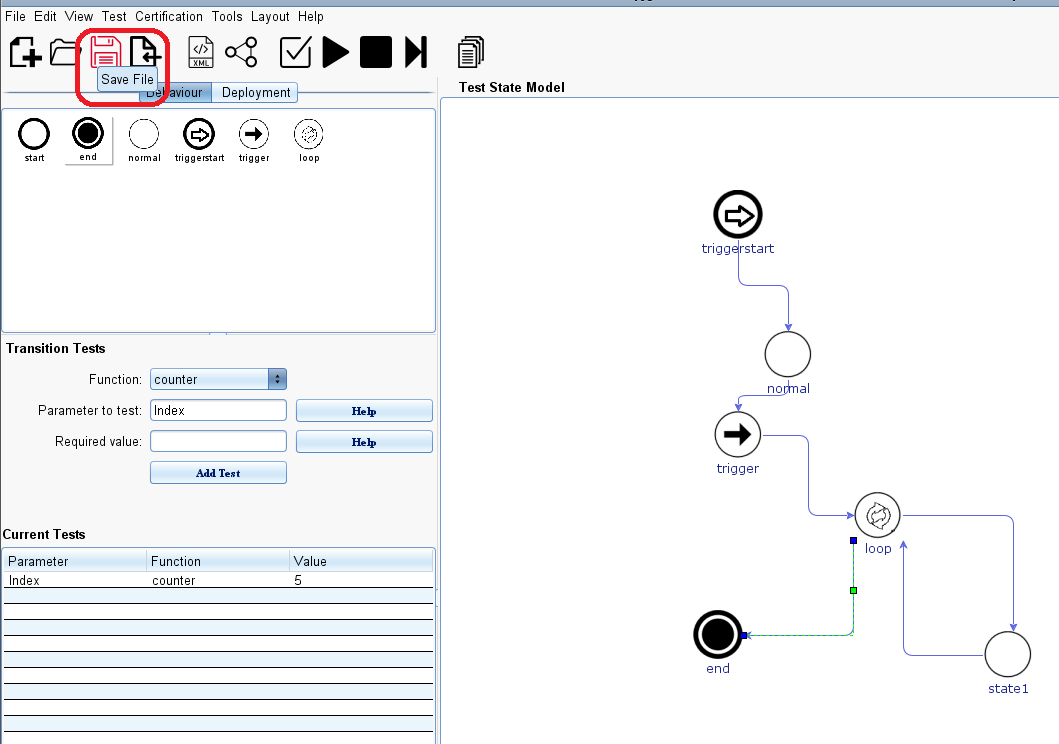 File Edit View Test Certification Tools Layout Help
XML
Save File
Behaviour Deployment
Test State Model
start end normal triggerstart trigger loop
Transition Tests
Function: counter
Parameter to test: Index Help
Required value: Help
Add Test
Current Tests
Parameter Function Value
Index counter 5
triggerstart
normal
trigger
loop
end
state1